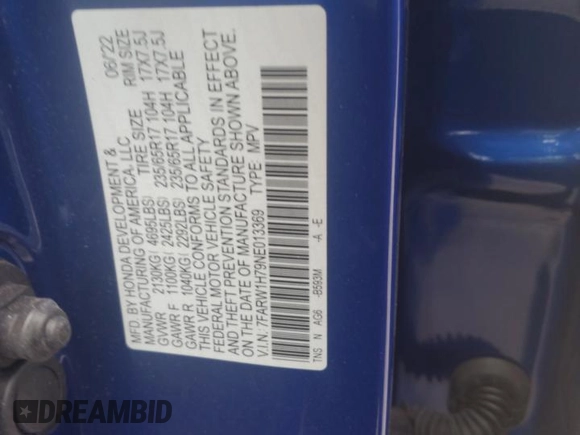 MFD. BY HONDA DEVELOPMENT & 06/22
MANUFACTURING OF AMERICA, LLC
TIRE SIZE RIM SIZE
GVWR 2130KG( 4695LBS)
GAWR F 1100KG( 2425LBS) 235/65R17 104H 17X7.5J
GAWR R 1040KG( 2292LBS) 235/65R17 104H 17X7.5J
THIS VEHICLE CONFORMS TO ALL APPLICABLE
FEDERAL MOTOR VEHICLE SAFETY
AND THEFT PREVENTION STANDARDS IN EFFECT
ON THE DATE OF MANUFACTURE SHOWN ABOVE.
V.I.N.: 7FARW1H79NE013369 TYPE: MPV
TNS N AG6 -B593M -A -E
DREAMBID